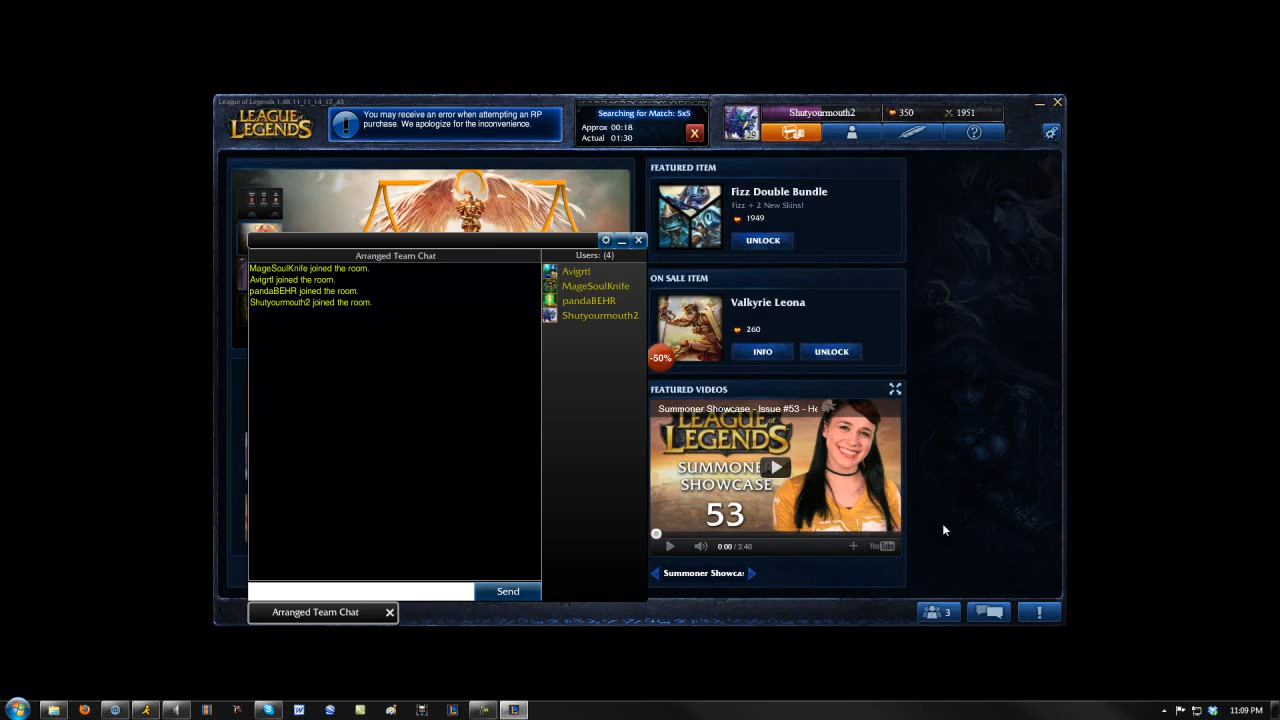 League of Legends 1.48.11_11_14_17_43
LEAGUE of LEGENDS
You may receive an error when attempting an RP
purchase. We apologize for the inconvenience.
Searching for Match: 5x5
Approx 00:18
Actual 01:30
X
Shutyourmouth2
350
1951
FEATURED ITEM
Fizz Double Bundle
Fizz + 2 New Skins!
1949
UNLOCK
Arranged Team Chat
Users: (4)
MageSoulKnife joined the room.
Avigrtl joined the room.
pandaBEHR joined the room.
Shutyourmouth2 joined the room.
Avigrtl
MageSoulKnife
pandaBEHR
Shutyourmouth2
ON SALE ITEM
Valkyrie Leona
260
-50%
INFO
UNLOCK
FEATURED VIDEOS
Summoner Showcase - Issue #53 - He
LEAGUE of
LEGENDS
SUMMONER
SHOWCASE
53
0:00 / 3:40
YouTube
Summoner Showcas
Send
Arranged Team Chat
3
11:09 PM